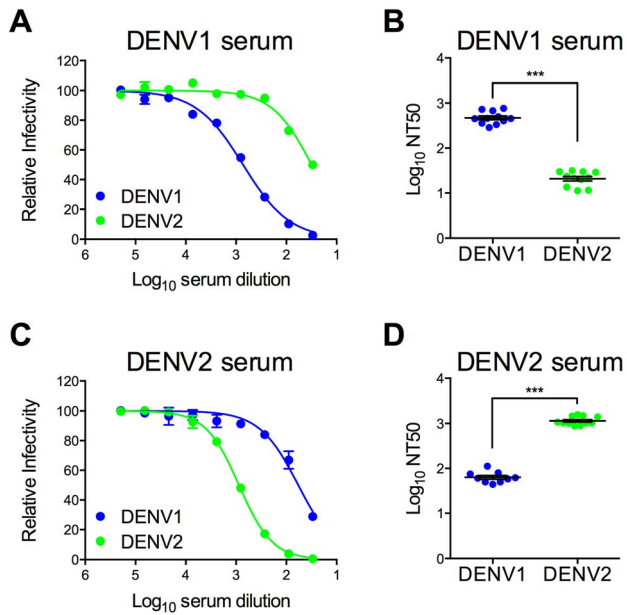 A
DENV1 serum
120
100
80
60
40
20
0
Relative Infectivity
DENV1
DENV2
6 5 4 3 2 1
Log10 serum dilution
B
DENV1 serum
***
4
3
2
1
0
Log10 NT50
DENV1 DENV2
C
DENV2 serum
120
100
80
60
40
20
0
Relative Infectivity
DENV1
DENV2
6 5 4 3 2 1
Log10 serum dilution
D
DENV2 serum
***
4
3
2
1
0
Log10 NT50
DENV1 DENV2